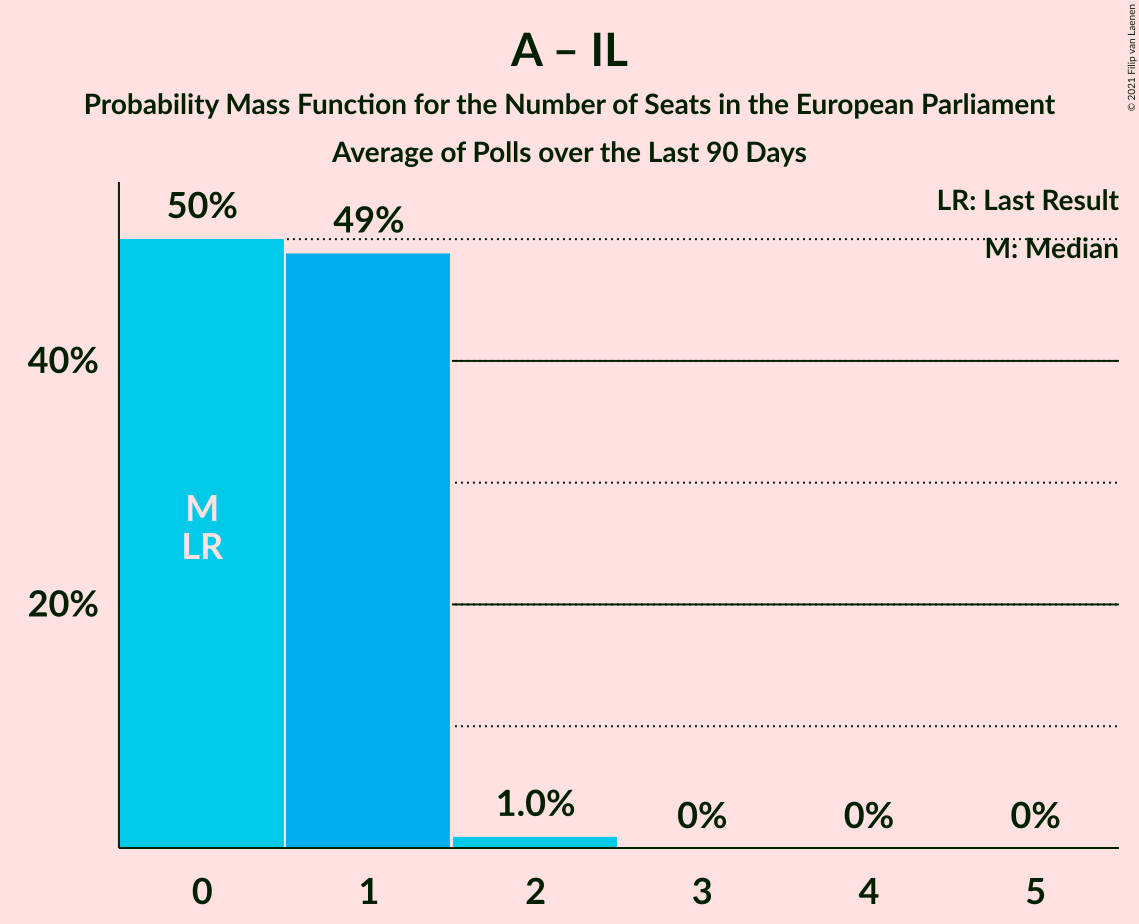 A – IL
Probability Mass Function for the Number of Seats in the European Parliament
Average of Polls over the Last 90 Days
© 2021 Filip van Laenen
LR: Last Result
M: Median
50%
49%
40%
M
LR
20%
1.0%
0%
0%
0%
0
1
2
3
4
5